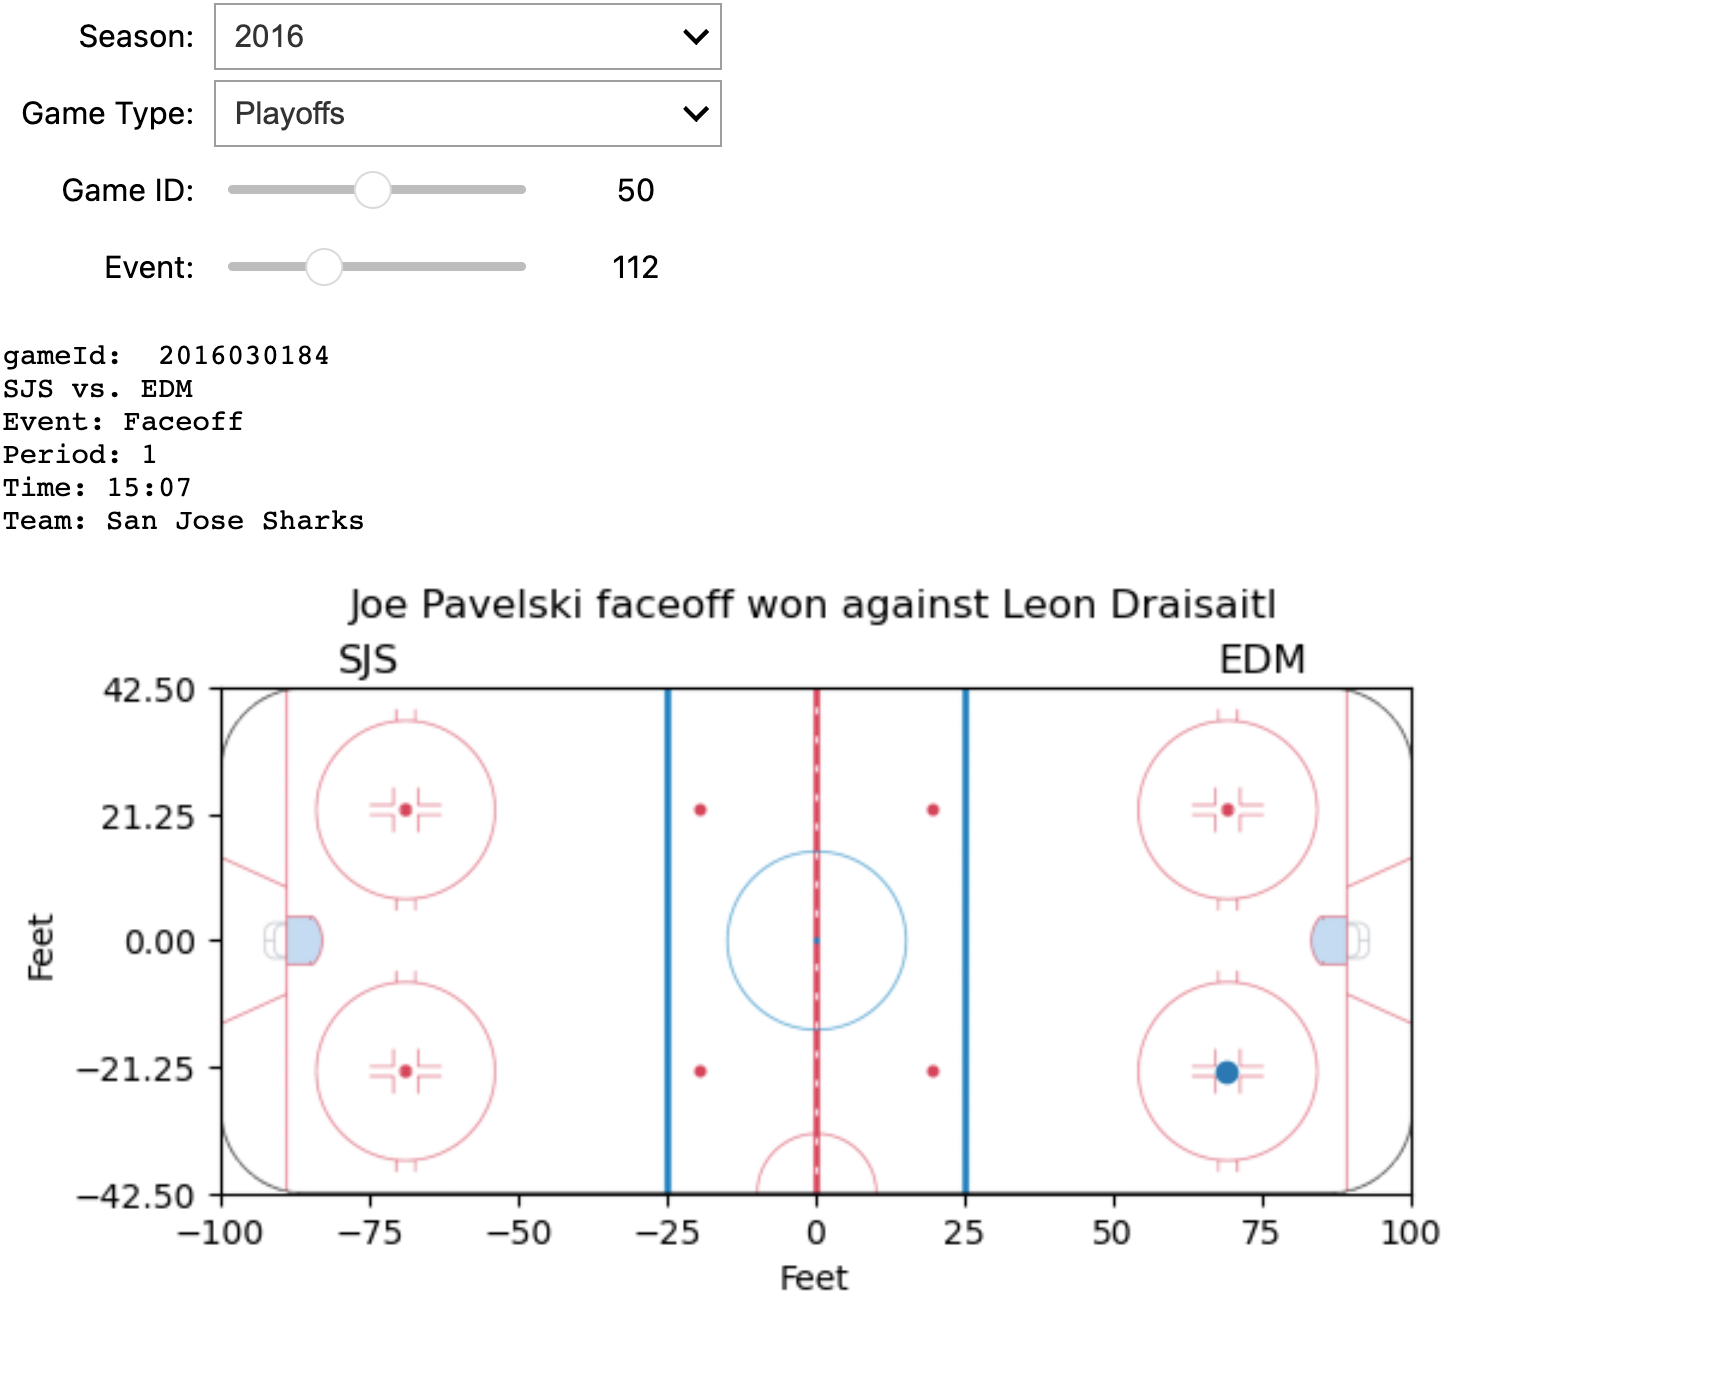 Season: 2016
Game Type: Playoffs
Game ID: 50
Event: 112
gameId:  2016030184
SJS vs. EDM
Event: Faceoff
Period: 1
Time: 15:07
Team: San Jose Sharks
Joe Pavelski faceoff won against Leon Draisaitl
SJS EDM
42.50
21.25
0.00
−21.25
−42.50
Feet
−100 −75 −50 −25 0 25 50 75 100
Feet